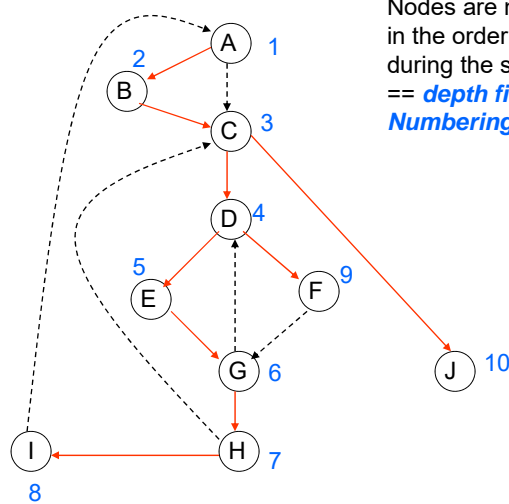 Nodes are
in the order
during the
== depth
Numbering
A 1
2
B
C 3
D 4
5 9
E F
G 6
J 10
I H 7
8